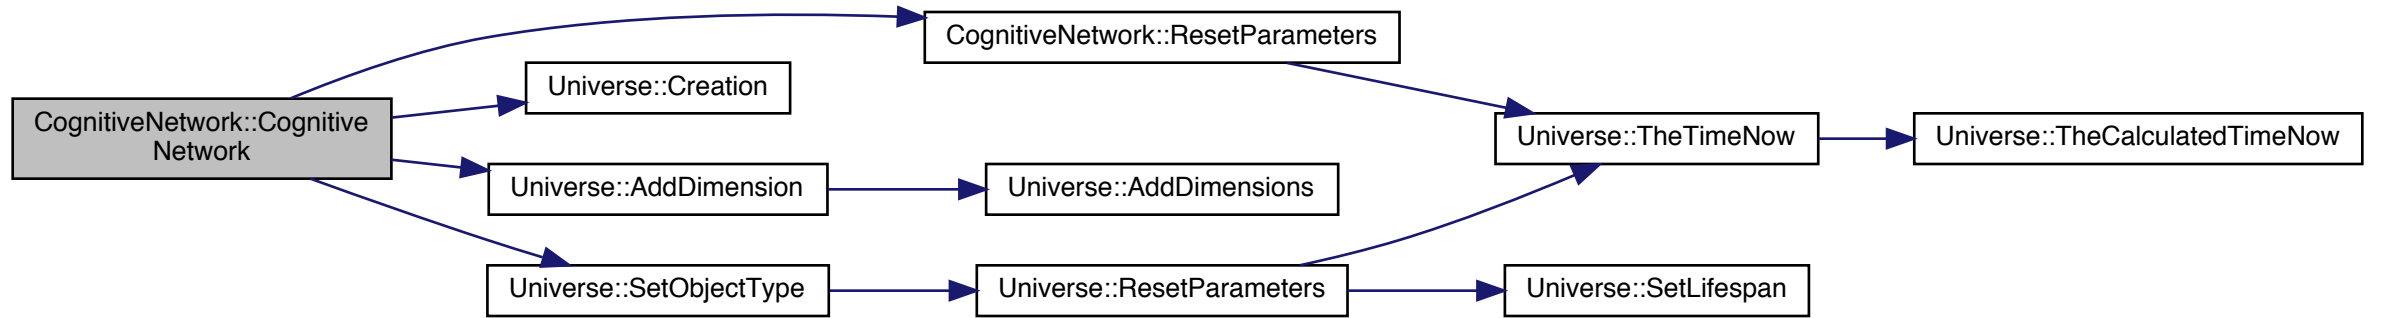 CognitiveNetwork::ResetParameters
Universe::Creation
CognitiveNetwork::Cognitive
Network
Universe::TheTimeNow
Universe::TheCalculatedTimeNow
Universe::AddDimension
Universe::AddDimensions
Universe::SetObjectType
Universe::ResetParameters
Universe::SetLifespan